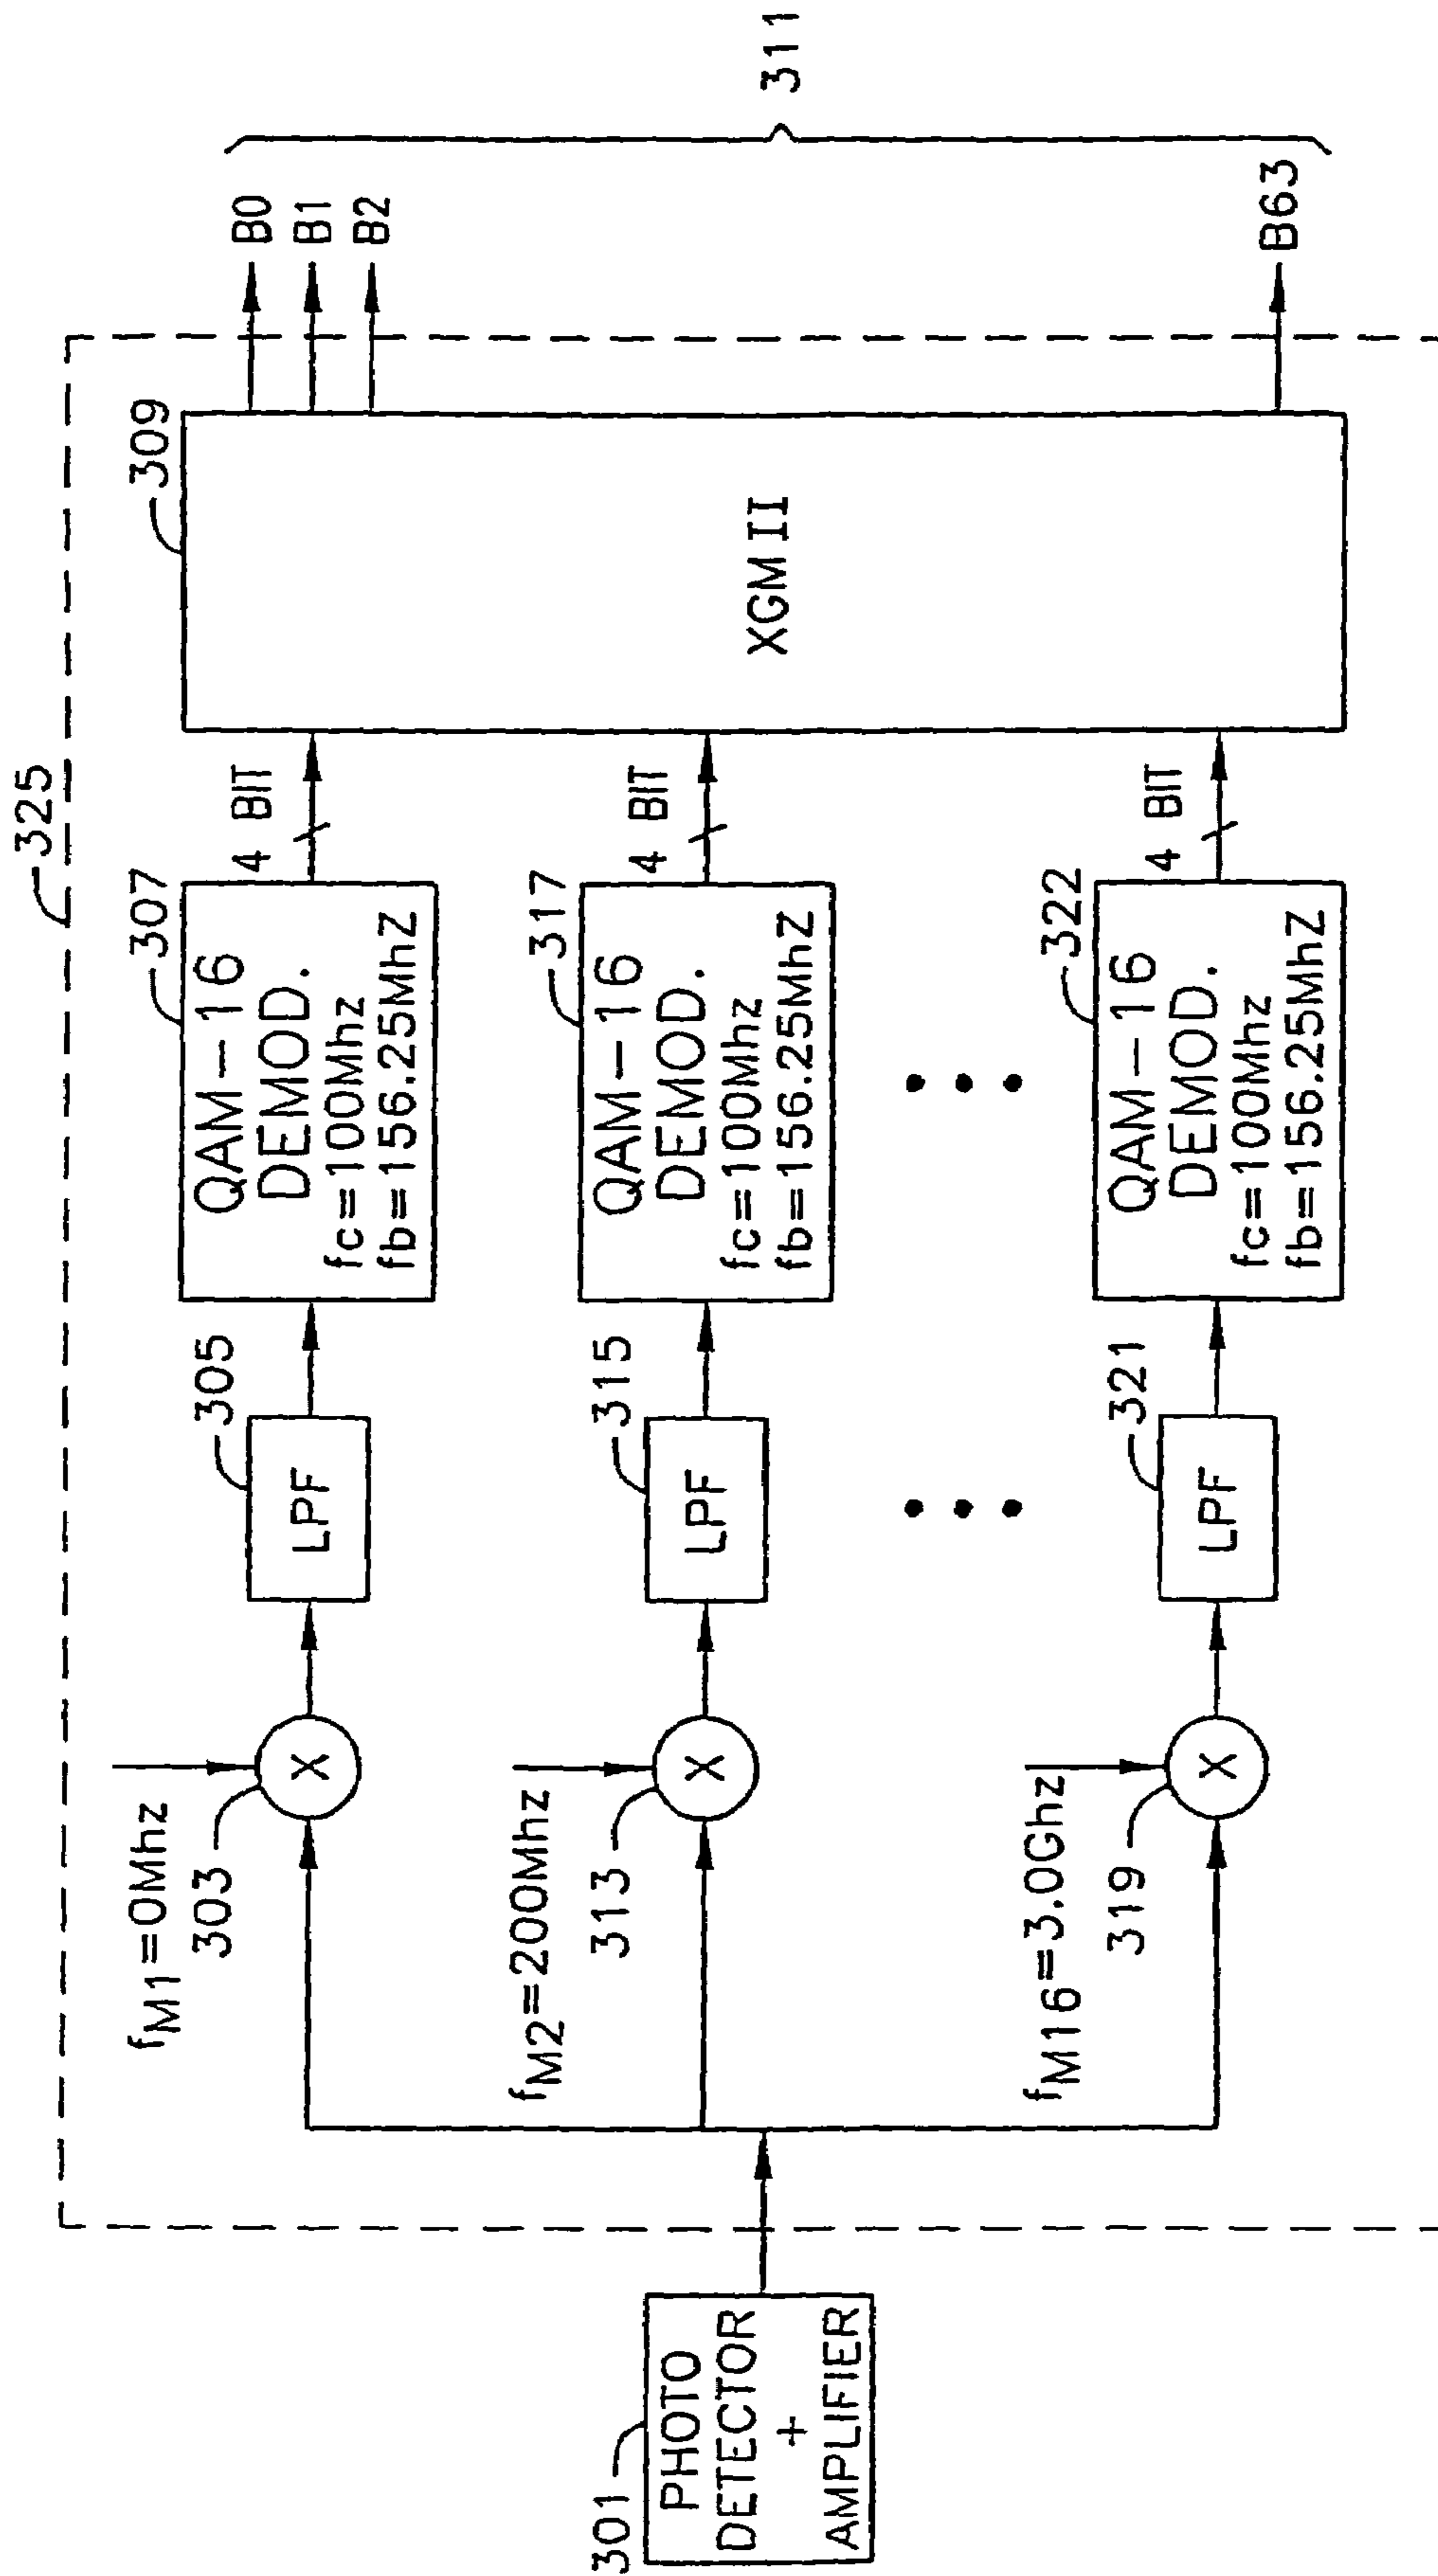 325
301
PHOTO
DETECTOR
+
AMPLIFIER
fM1=0Mhz
303
X
305
LPF
307
QAM-16
DEMOD.
fc=100Mhz
fb=156.25MhZ
4 BIT
fM2=200Mhz
313
X
315
LPF
317
QAM-16
DEMOD.
fc=100Mhz
fb=156.25MhZ
4 BIT
fM16=3.0Ghz
319
X
321
LPF
322
QAM-16
DEMOD.
fc=100Mhz
fb=156.25MhZ
4 BIT
309
XGMII
B0
B1
B2
B63
311